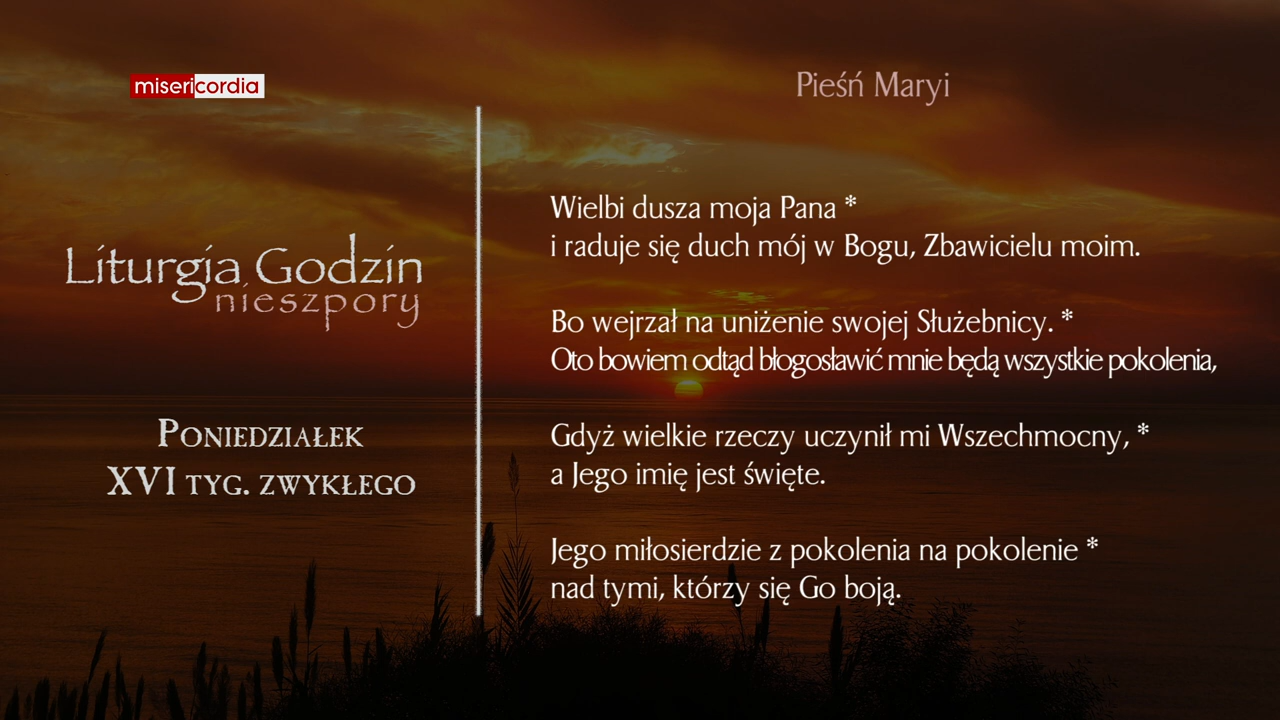 misericordia
Liturgia Godzin
nieszpory
Poniedziałek
XVI tyg. zwykłego
Pieśń Maryi
Wielbi dusza moja Pana *
i raduje się duch mój w Bogu, Zbawicielu moim.
Bo wejrzał na uniżenie swojej Służebnicy. *
Oto bowiem odtąd błogosławić mnie będą wszystkie pokolenia,
Gdyż wielkie rzeczy uczynił mi Wszechmocny, *
a Jego imię jest święte.
Jego miłosierdzie z pokolenia na pokolenie *
nad tymi, którzy się Go boją.